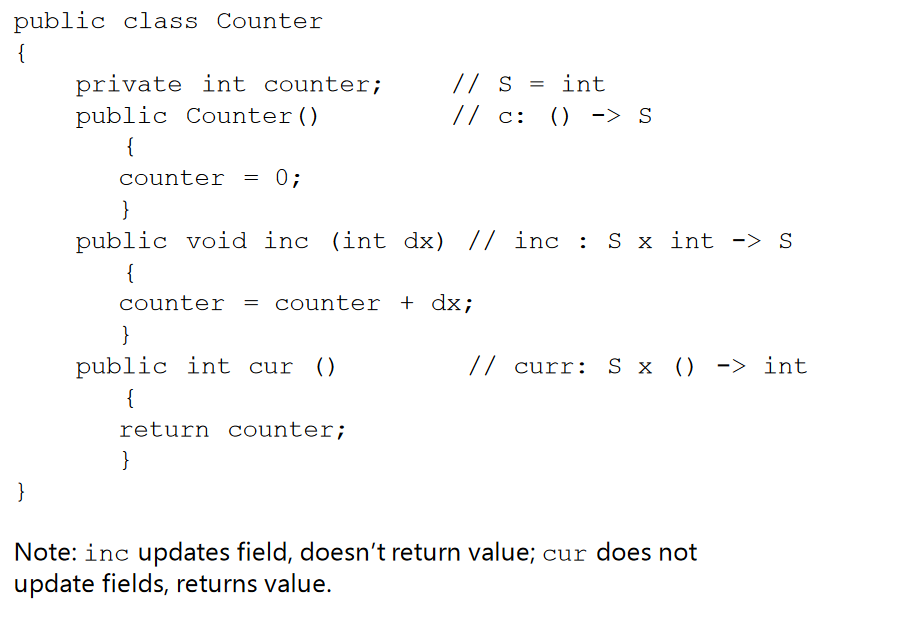 public class Counter
{
private int counter; // S = int
public Counter() // c: () -> S
{
counter = 0;
}
public void inc (int dx) // inc : S x int -> S
{
counter = counter + dx;
}
public int cur () // curr: S x () -> int
{
return counter;
}
}
Note: inc updates field, doesn’t return value; cur does not
update fields, returns value.